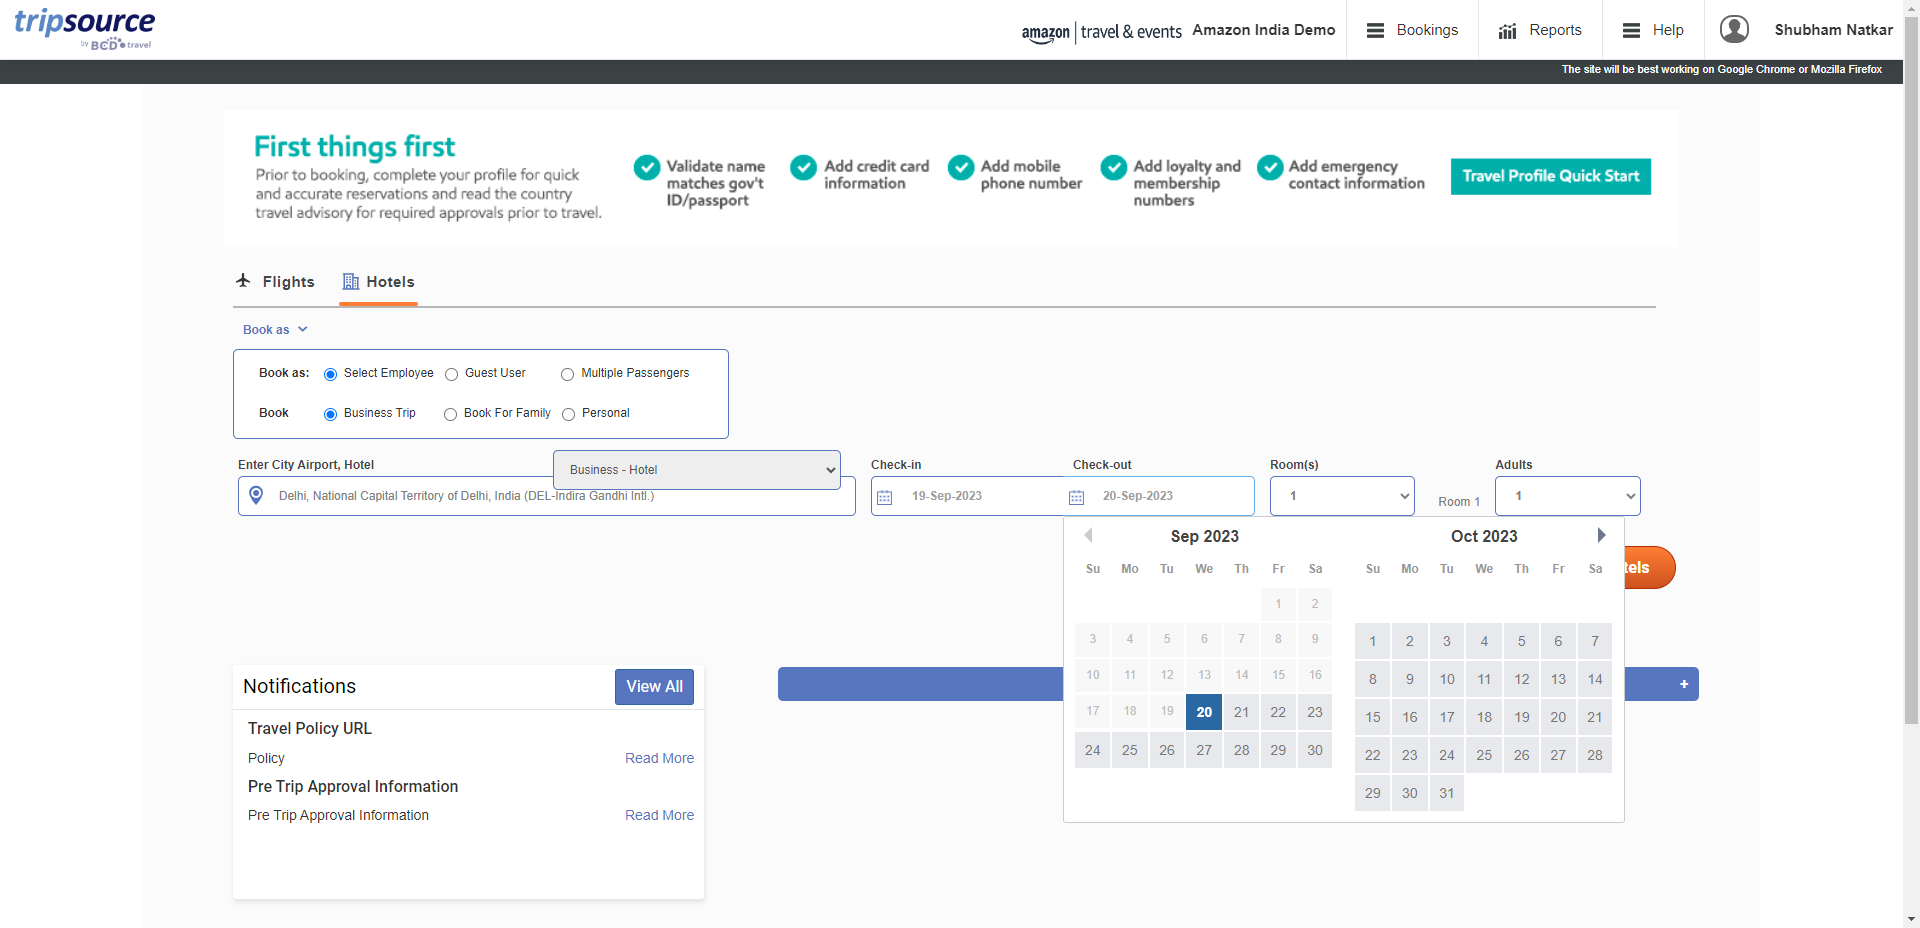 tripsource
by BCD travel
amazon | travel & events Amazon India Demo
Bookings
Reports
Help
Shubham Natkar
The site will be best working on Google Chrome or Mozilla Firefox
First things first
Prior to booking, complete your profile for quick
and accurate reservations and read the country
travel advisory for required approvals prior to travel.
Validate name
matches gov't
ID/passport
Add credit card
information
Add mobile
phone number
Add loyalty and
membership
numbers
Add emergency
contact information
Travel Profile Quick Start
Flights
Hotels
Book as
Book as: Select Employee Guest User Multiple Passengers
Book Business Trip Book For Family Personal
Enter City Airport, Hotel
Business - Hotel
Delhi, National Capital Territory of Delhi, India (DEL-Indira Gandhi Intl.)
Check-in
19-Sep-2023
Check-out
20-Sep-2023
Room(s)
1
Room 1
Adults
1
Sep 2023
Su Mo Tu We Th Fr Sa
1 2
3 4 5 6 7 8 9
10 11 12 13 14 15 16
17 18 19 20 21 22 23
24 25 26 27 28 29 30
Oct 2023
Su Mo Tu We Th Fr Sa
1 2 3 4 5 6 7
8 9 10 11 12 13 14
15 16 17 18 19 20 21
22 23 24 25 26 27 28
29 30 31
tels
+
Notifications
View All
Travel Policy URL
Policy Read More
Pre Trip Approval Information
Pre Trip Approval Information Read More